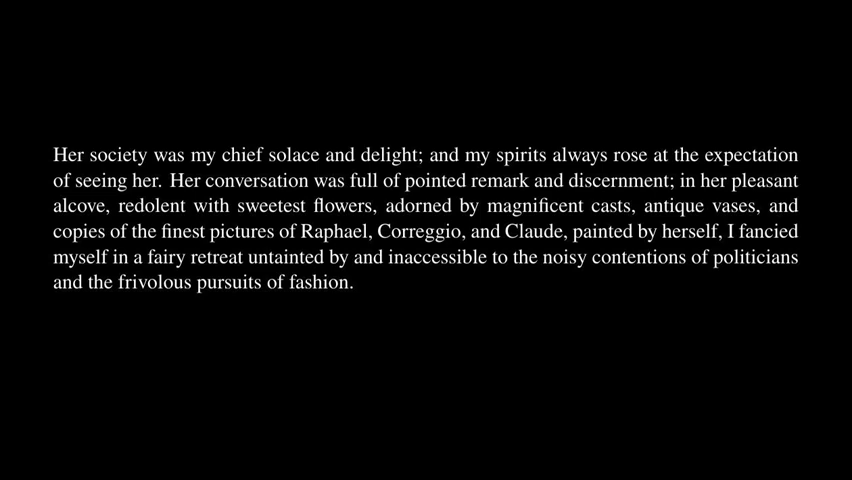 Her society was my chief solace and delight; and my spirits always rose at the expectation
of seeing her. Her conversation was full of pointed remark and discernment; in her pleasant
alcove, redolent with sweetest flowers, adorned by magnificent casts, antique vases, and
copies of the finest pictures of Raphael, Correggio, and Claude, painted by herself, I fancied
myself in a fairy retreat untainted by and inaccessible to the noisy contentions of politicians
and the frivolous pursuits of fashion.